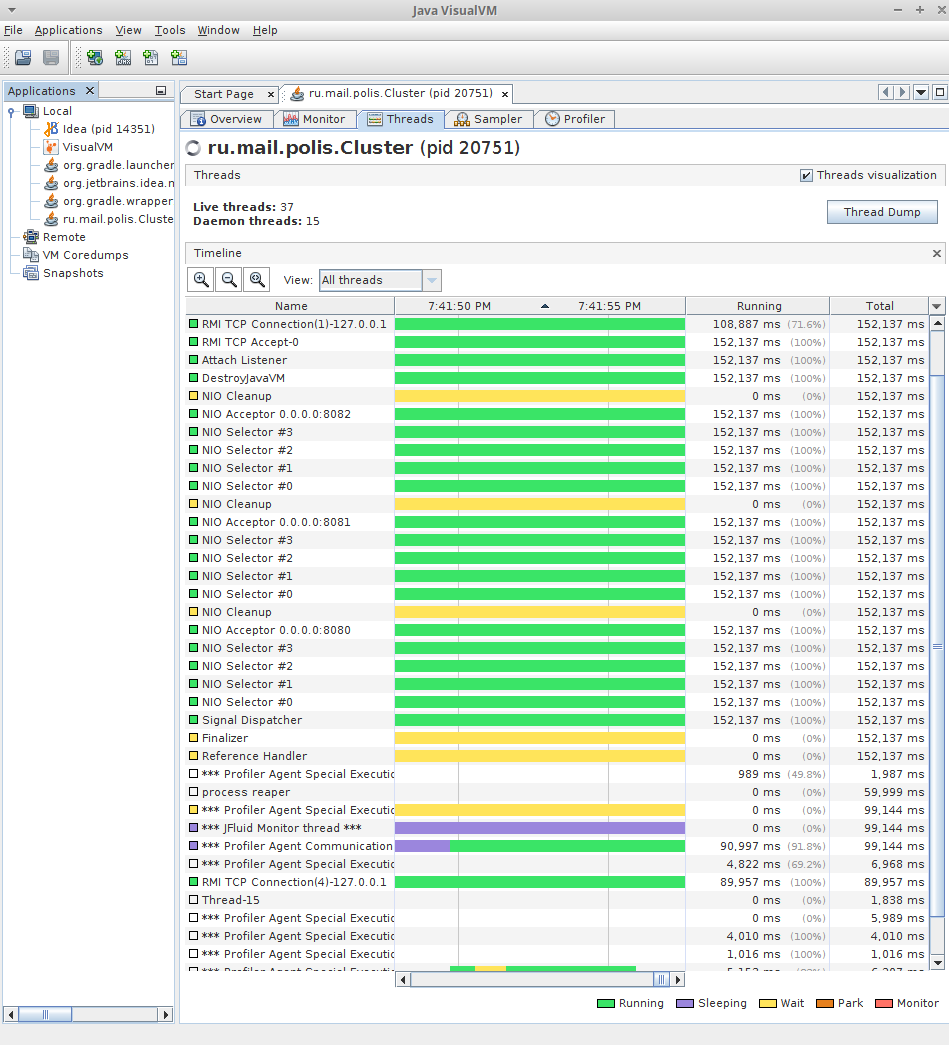 Java VisualVM
File Applications View Tools Window Help
Applications
Local
Idea (pid 14351)
VisualVM
org.gradle.launcher
org.jetbrains.idea.m
org.gradle.wrapper
ru.mail.polis.Cluste
Remote
VM Coredumps
Snapshots
Start Page ru.mail.polis.Cluster (pid 20751)
Overview Monitor Threads Sampler Profiler
ru.mail.polis.Cluster (pid 20751)
Threads Threads visualization
Live threads: 37
Daemon threads: 15
Thread Dump
Timeline
View: All threads
Name 7:41:50 PM 7:41:55 PM Running Total
RMI TCP Connection(1)-127.0.0.1 108,887 ms (71.6%) 152,137 ms
RMI TCP Accept-0 152,137 ms (100%) 152,137 ms
Attach Listener 152,137 ms (100%) 152,137 ms
DestroyJavaVM 152,137 ms (100%) 152,137 ms
NIO Cleanup 0 ms (0%) 152,137 ms
NIO Acceptor 0.0.0.0:8082 152,137 ms (100%) 152,137 ms
NIO Selector #3 152,137 ms (100%) 152,137 ms
NIO Selector #2 152,137 ms (100%) 152,137 ms
NIO Selector #1 152,137 ms (100%) 152,137 ms
NIO Selector #0 152,137 ms (100%) 152,137 ms
NIO Cleanup 0 ms (0%) 152,137 ms
NIO Acceptor 0.0.0.0:8081 152,137 ms (100%) 152,137 ms
NIO Selector #3 152,137 ms (100%) 152,137 ms
NIO Selector #2 152,137 ms (100%) 152,137 ms
NIO Selector #1 152,137 ms (100%) 152,137 ms
NIO Selector #0 152,137 ms (100%) 152,137 ms
NIO Cleanup 0 ms (0%) 152,137 ms
NIO Acceptor 0.0.0.0:8080 152,137 ms (100%) 152,137 ms
NIO Selector #3 152,137 ms (100%) 152,137 ms
NIO Selector #2 152,137 ms (100%) 152,137 ms
NIO Selector #1 152,137 ms (100%) 152,137 ms
NIO Selector #0 152,137 ms (100%) 152,137 ms
Signal Dispatcher 152,137 ms (100%) 152,137 ms
Finalizer 0 ms (0%) 152,137 ms
Reference Handler 0 ms (0%) 152,137 ms
*** Profiler Agent Special Executio 989 ms (49.8%) 1,987 ms
process reaper 0 ms (0%) 59,999 ms
*** Profiler Agent Special Executio 0 ms (0%) 99,144 ms
*** JFluid Monitor thread *** 0 ms (0%) 99,144 ms
*** Profiler Agent Communication 90,997 ms (91.8%) 99,144 ms
*** Profiler Agent Special Executio 4,822 ms (69.2%) 6,968 ms
RMI TCP Connection(4)-127.0.0.1 89,957 ms (100%) 89,957 ms
Thread-15 0 ms (0%) 1,838 ms
*** Profiler Agent Special Executio 0 ms (0%) 5,989 ms
*** Profiler Agent Special Executio 4,010 ms (100%) 4,010 ms
*** Profiler Agent Special Executio 1,016 ms (100%) 1,016 ms
Running Sleeping Wait Park Monitor